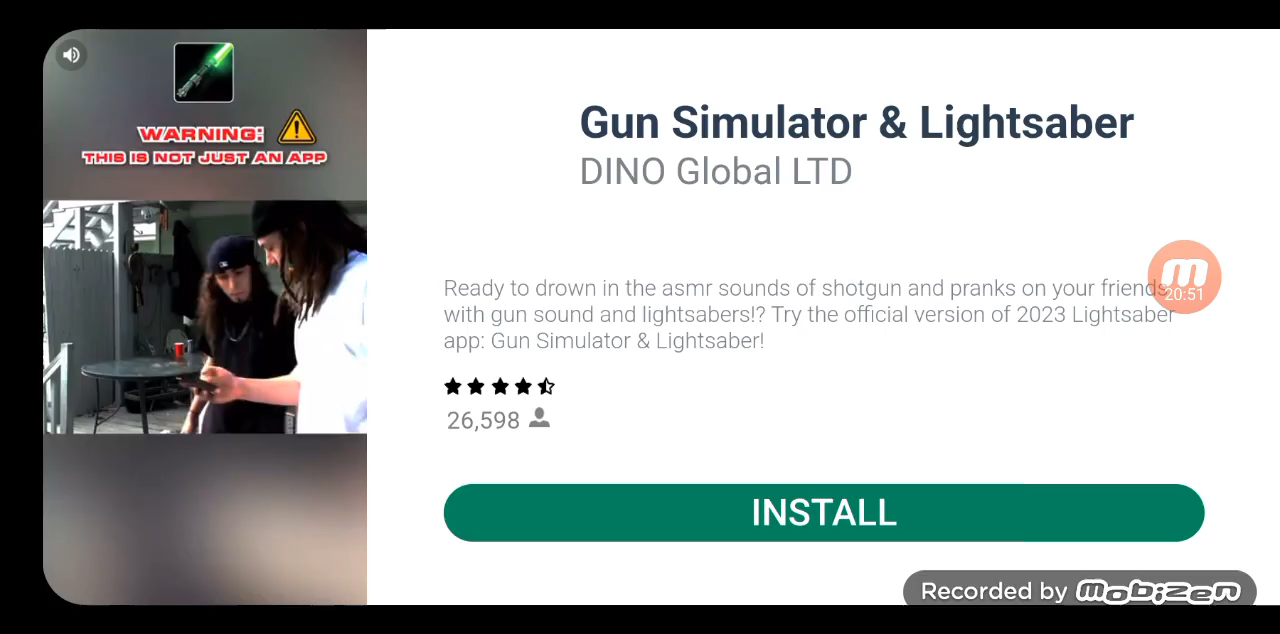 WARNING:
THIS IS NOT JUST AN APP
Gun Simulator & Lightsaber
DINO Global LTD
Ready to drown in the asmr sounds of shotgun and pranks on your friends
with gun sound and lightsabers!? Try the official version of 2023 Lightsaber
app: Gun Simulator & Lightsaber!
26,598
INSTALL
20:51
Recorded by mobizen